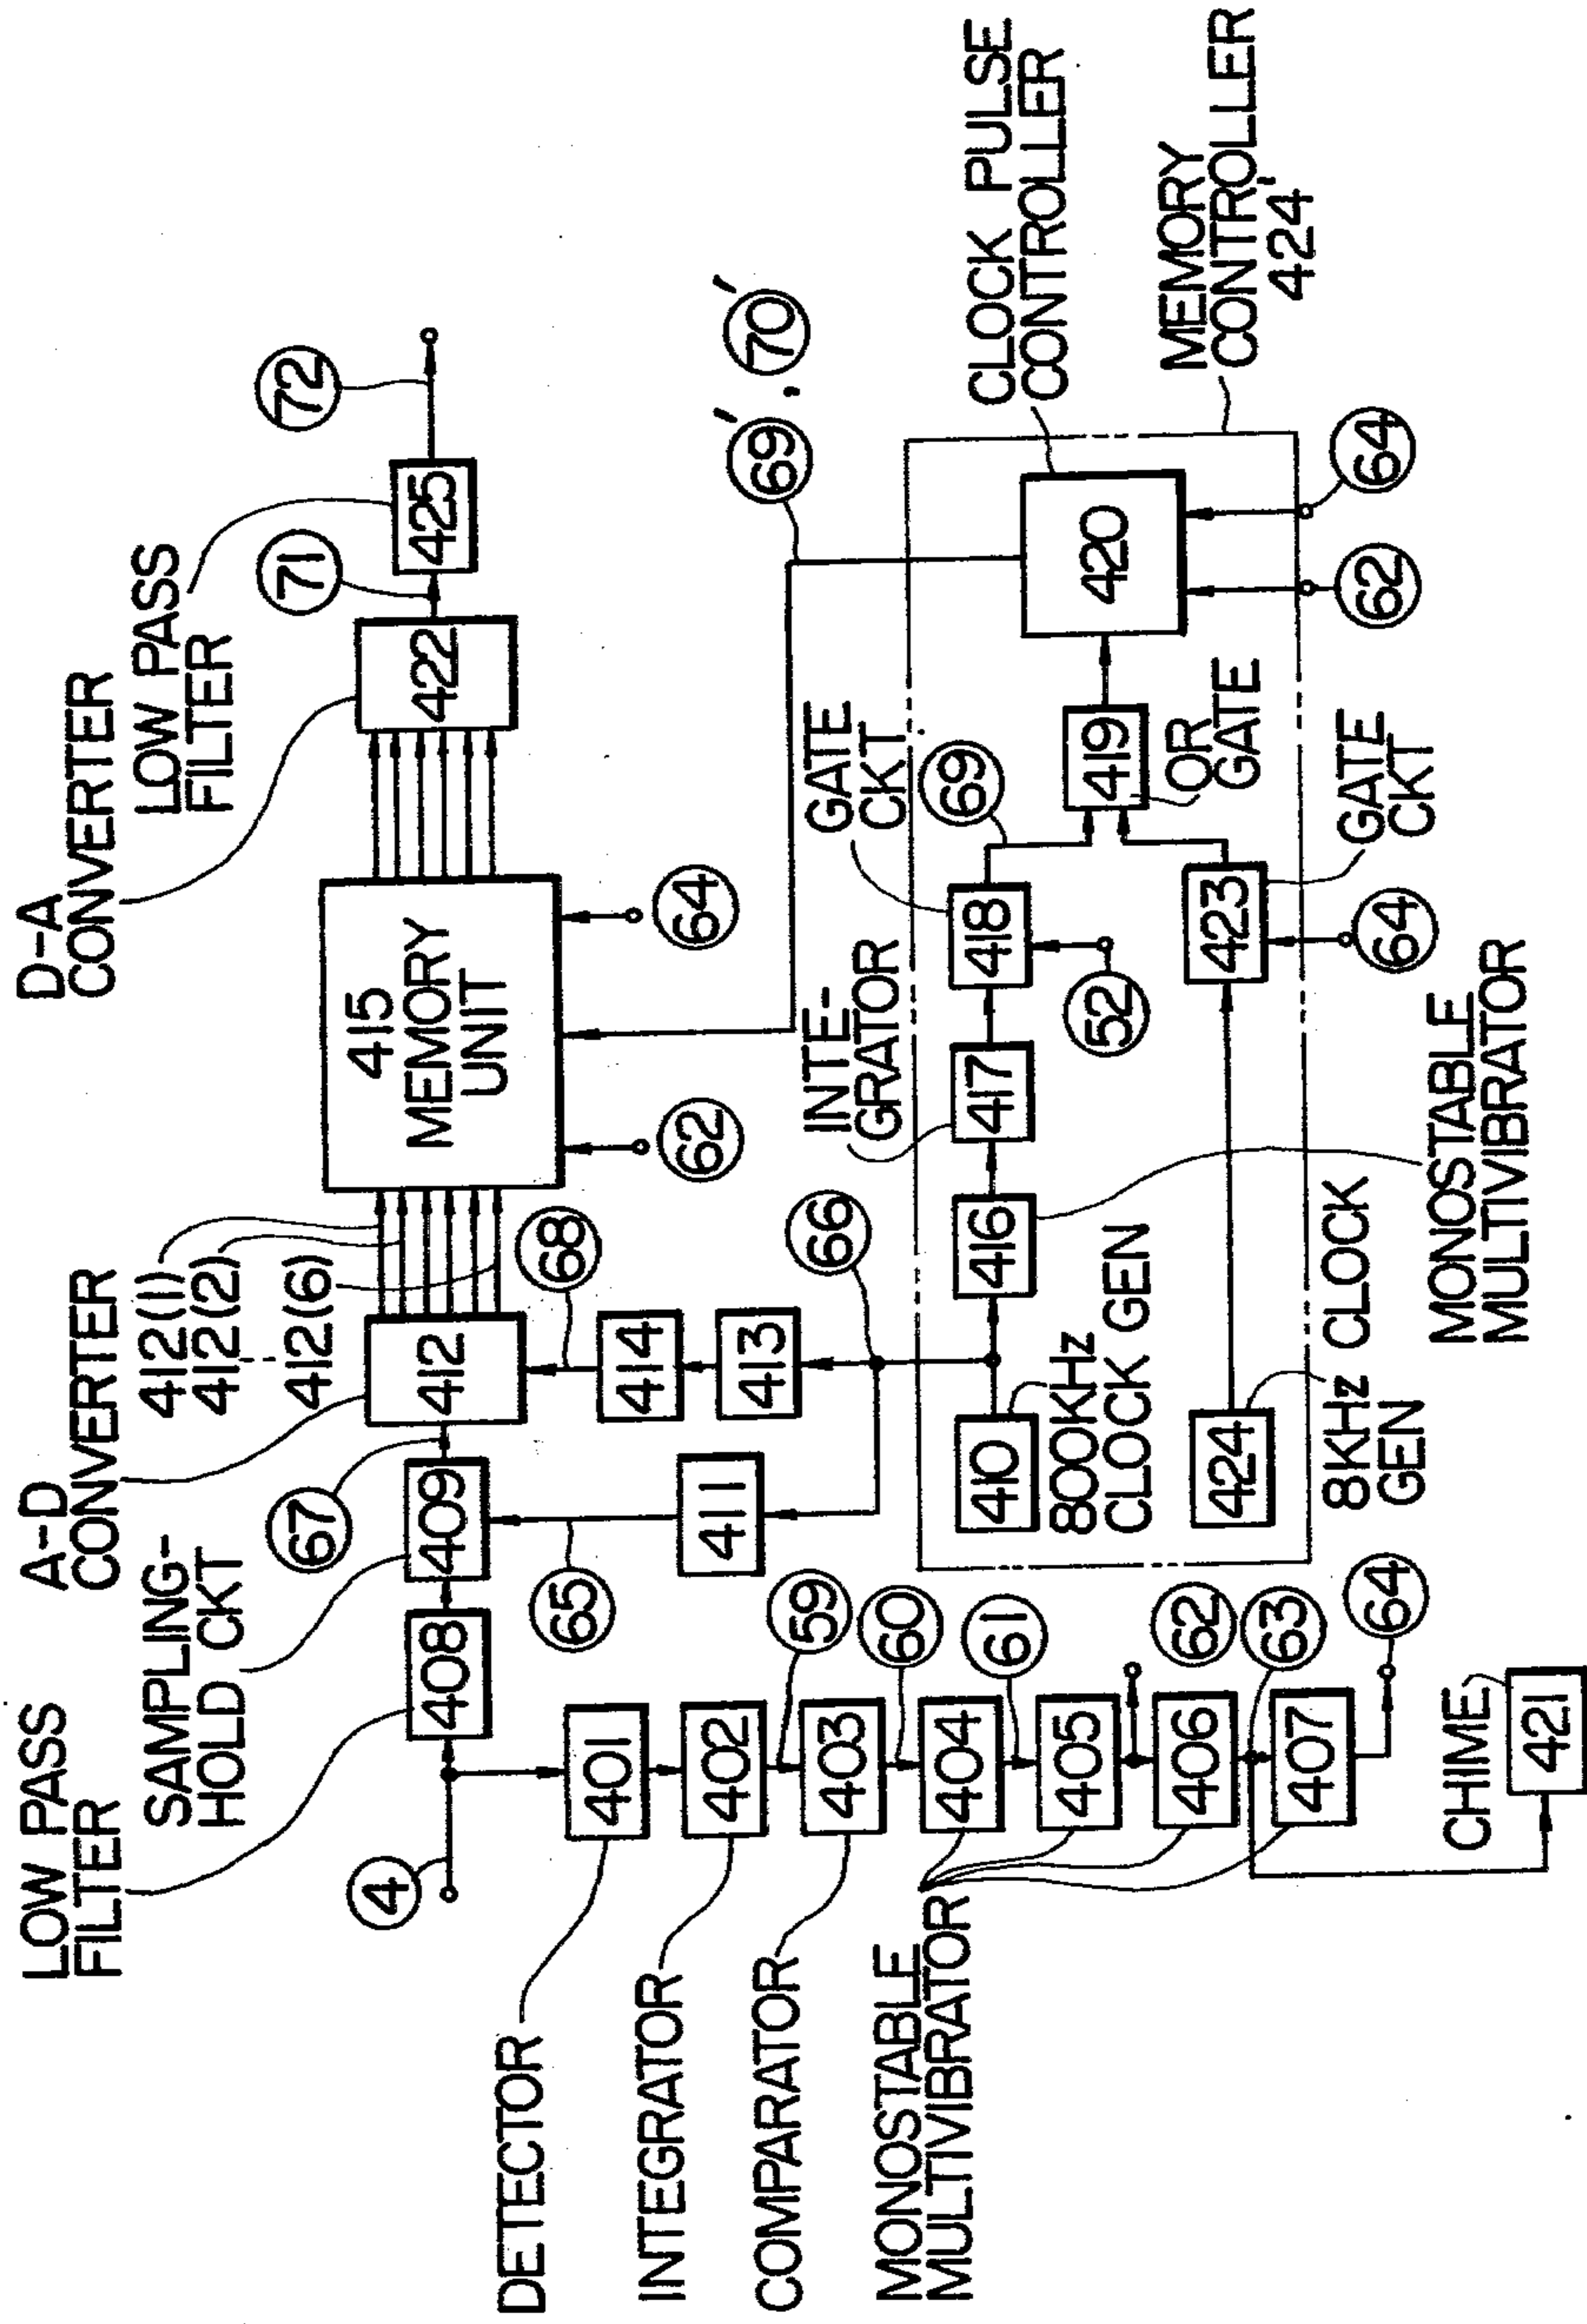 LOW PASS
FILTER
SAMPLING-
HOLD CKT
A-D
CONVERTER
412(1)
412(2)
412(6)
D-A
CONVERTER
LOW PASS
FILTER
4
408
409
67
412
415
MEMORY
UNIT
422
71
425
72
65
68
62
64
69', 70'
DETECTOR
401
411
414
413
66
INTEGRATOR
402
59
COMPARATOR
403
60
MONOSTABLE
MULTIVIBRATOR
404
61
405
62
406
63
407
64
CHIME
421
410
800KHz
CLOCK GEN
416
INTE-
GRATOR
417
GATE
CKT
418
69
52
419
OR
GATE
420
CLOCK PULSE
CONTROLLER
MEMORY
CONTROLLER
424'
62
64
424
8KHz CLOCK
GEN
423
64
GATE
CKT
MONOSTABLE
MULTIVIBRATOR